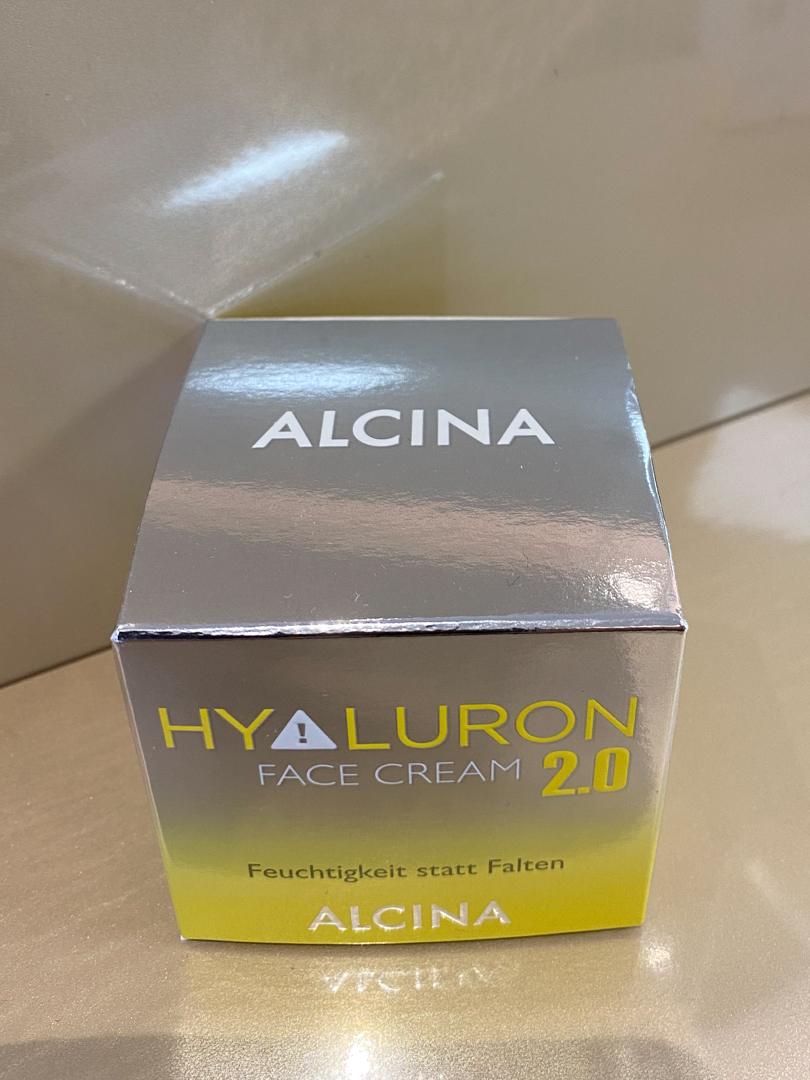 ALCINA
HYALURON
FACE CREAM 2.0
Feuchtigkeit statt Falten
ALCINA